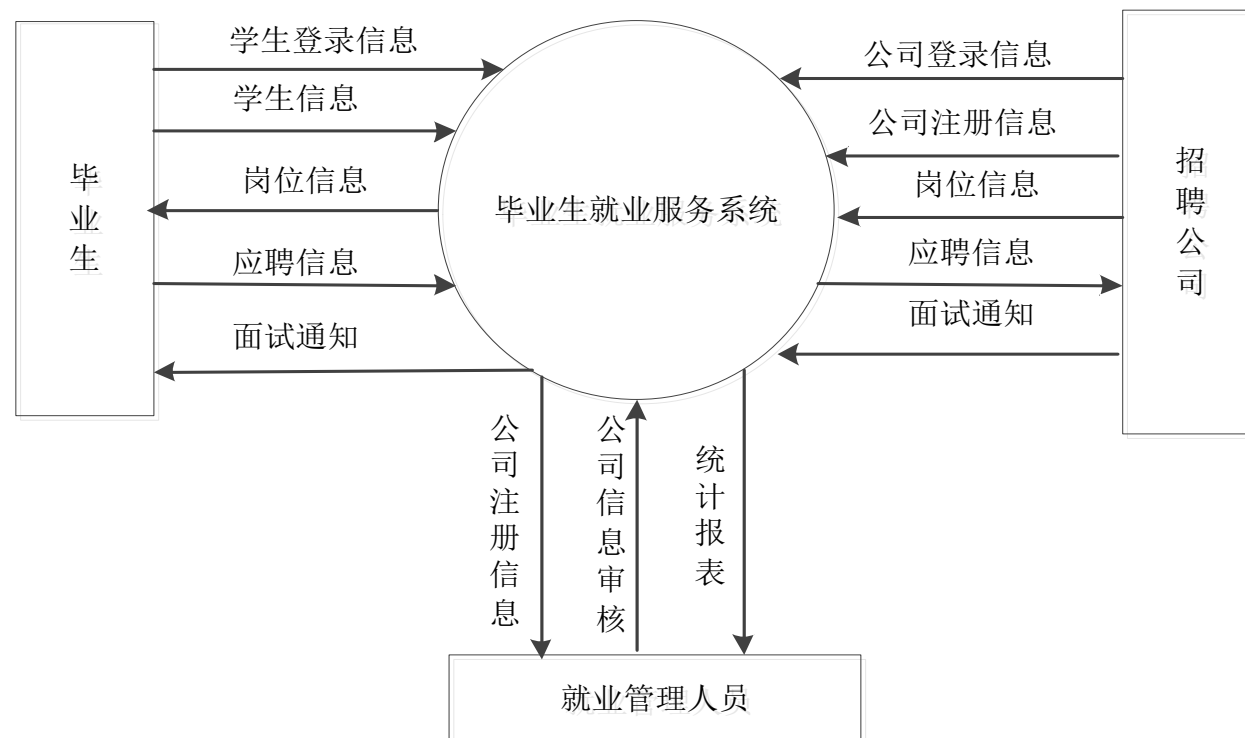 学生登录信息
学生信息
岗位信息
应聘信息
面试通知
毕业生
毕业生就业服务系统
公司登录信息
公司注册信息
岗位信息
应聘信息
面试通知
招聘公司
公司注册信息
公司信息审核
统计报表
就业管理人员